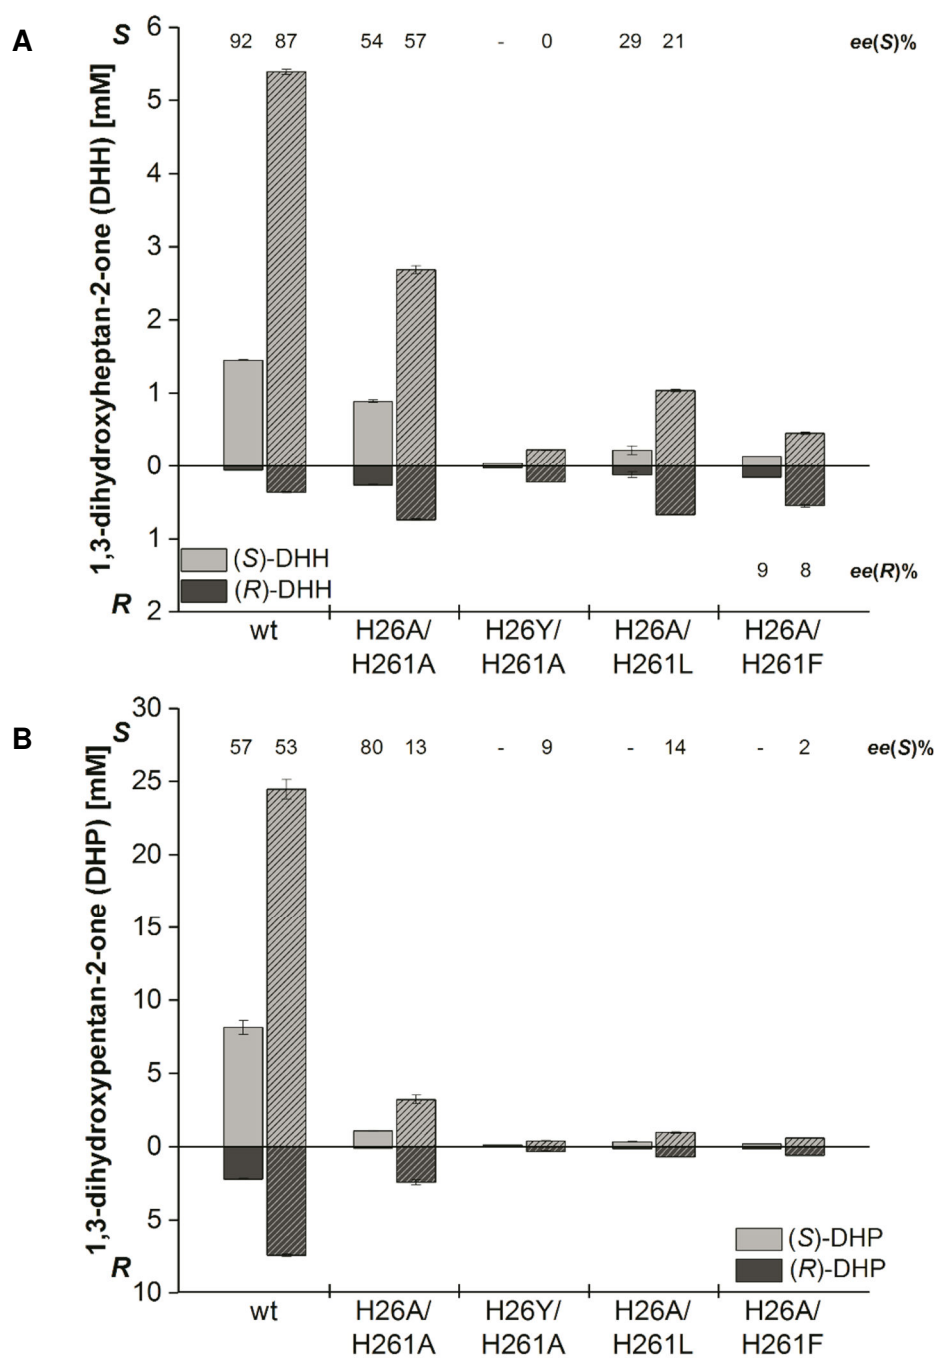 A
S
92 87 54 57 - 0 29 21 ee(S)%
1,3-dihydroxyheptan-2-one (DHH) [mM]
6
5
4
3
2
1
0
1
2
(S)-DHH
(R)-DHH
9 8 ee(R)%
R
wt H26A/ H26Y/ H26A/ H26A/
H261A H261A H261L H261F
B
S
57 53 80 13 - 9 - 14 - 2 ee(S)%
1,3-dihydroxypentan-2-one (DHP) [mM]
30
25
20
15
10
5
0
5
10
(S)-DHP
(R)-DHP
R
wt H26A/ H26Y/ H26A/ H26A/
H261A H261A H261L H261F